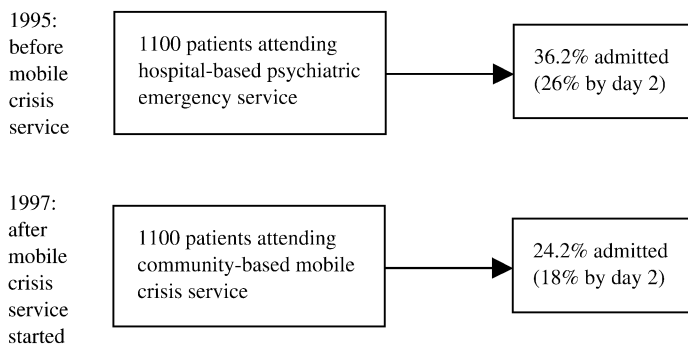 1995:
before
mobile
crisis
service
1100 patients attending
hospital-based psychiatric
emergency service
36.2% admitted
(26% by day 2)
1997:
after
mobile
crisis
service
started
1100 patients attending
community-based mobile
crisis service
24.2% admitted
(18% by day 2)